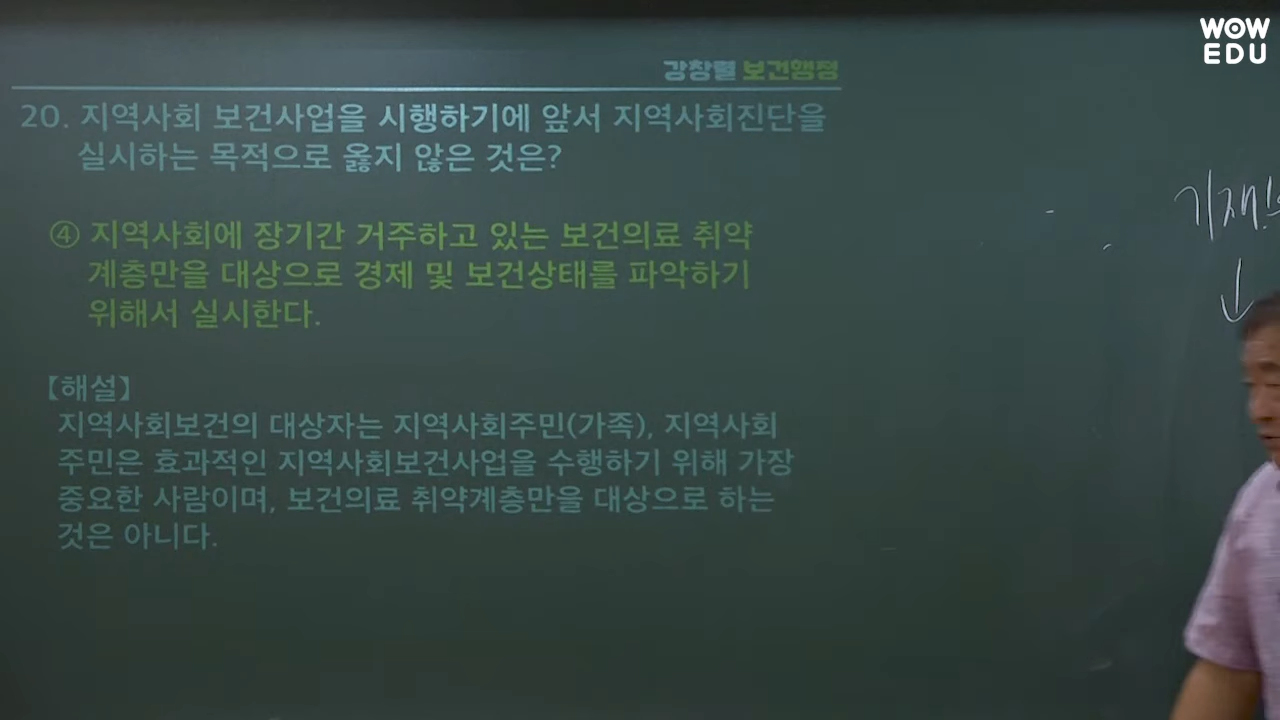 WOW
EDU
강창렬 보건행정
20. 지역사회 보건사업을 시행하기에 앞서 지역사회진단을
실시하는 목적으로 옳지 않은 것은?
④ 지역사회에 장기간 거주하고 있는 보건의료 취약
계층만을 대상으로 경제 및 보건상태를 파악하기
위해서 실시한다.
【해설】
지역사회보건의 대상자는 지역사회주민(가족), 지역사회
주민은 효과적인 지역사회보건사업을 수행하기 위해 가장
중요한 사람이며, 보건의료 취약계층만을 대상으로 하는
것은 아니다.